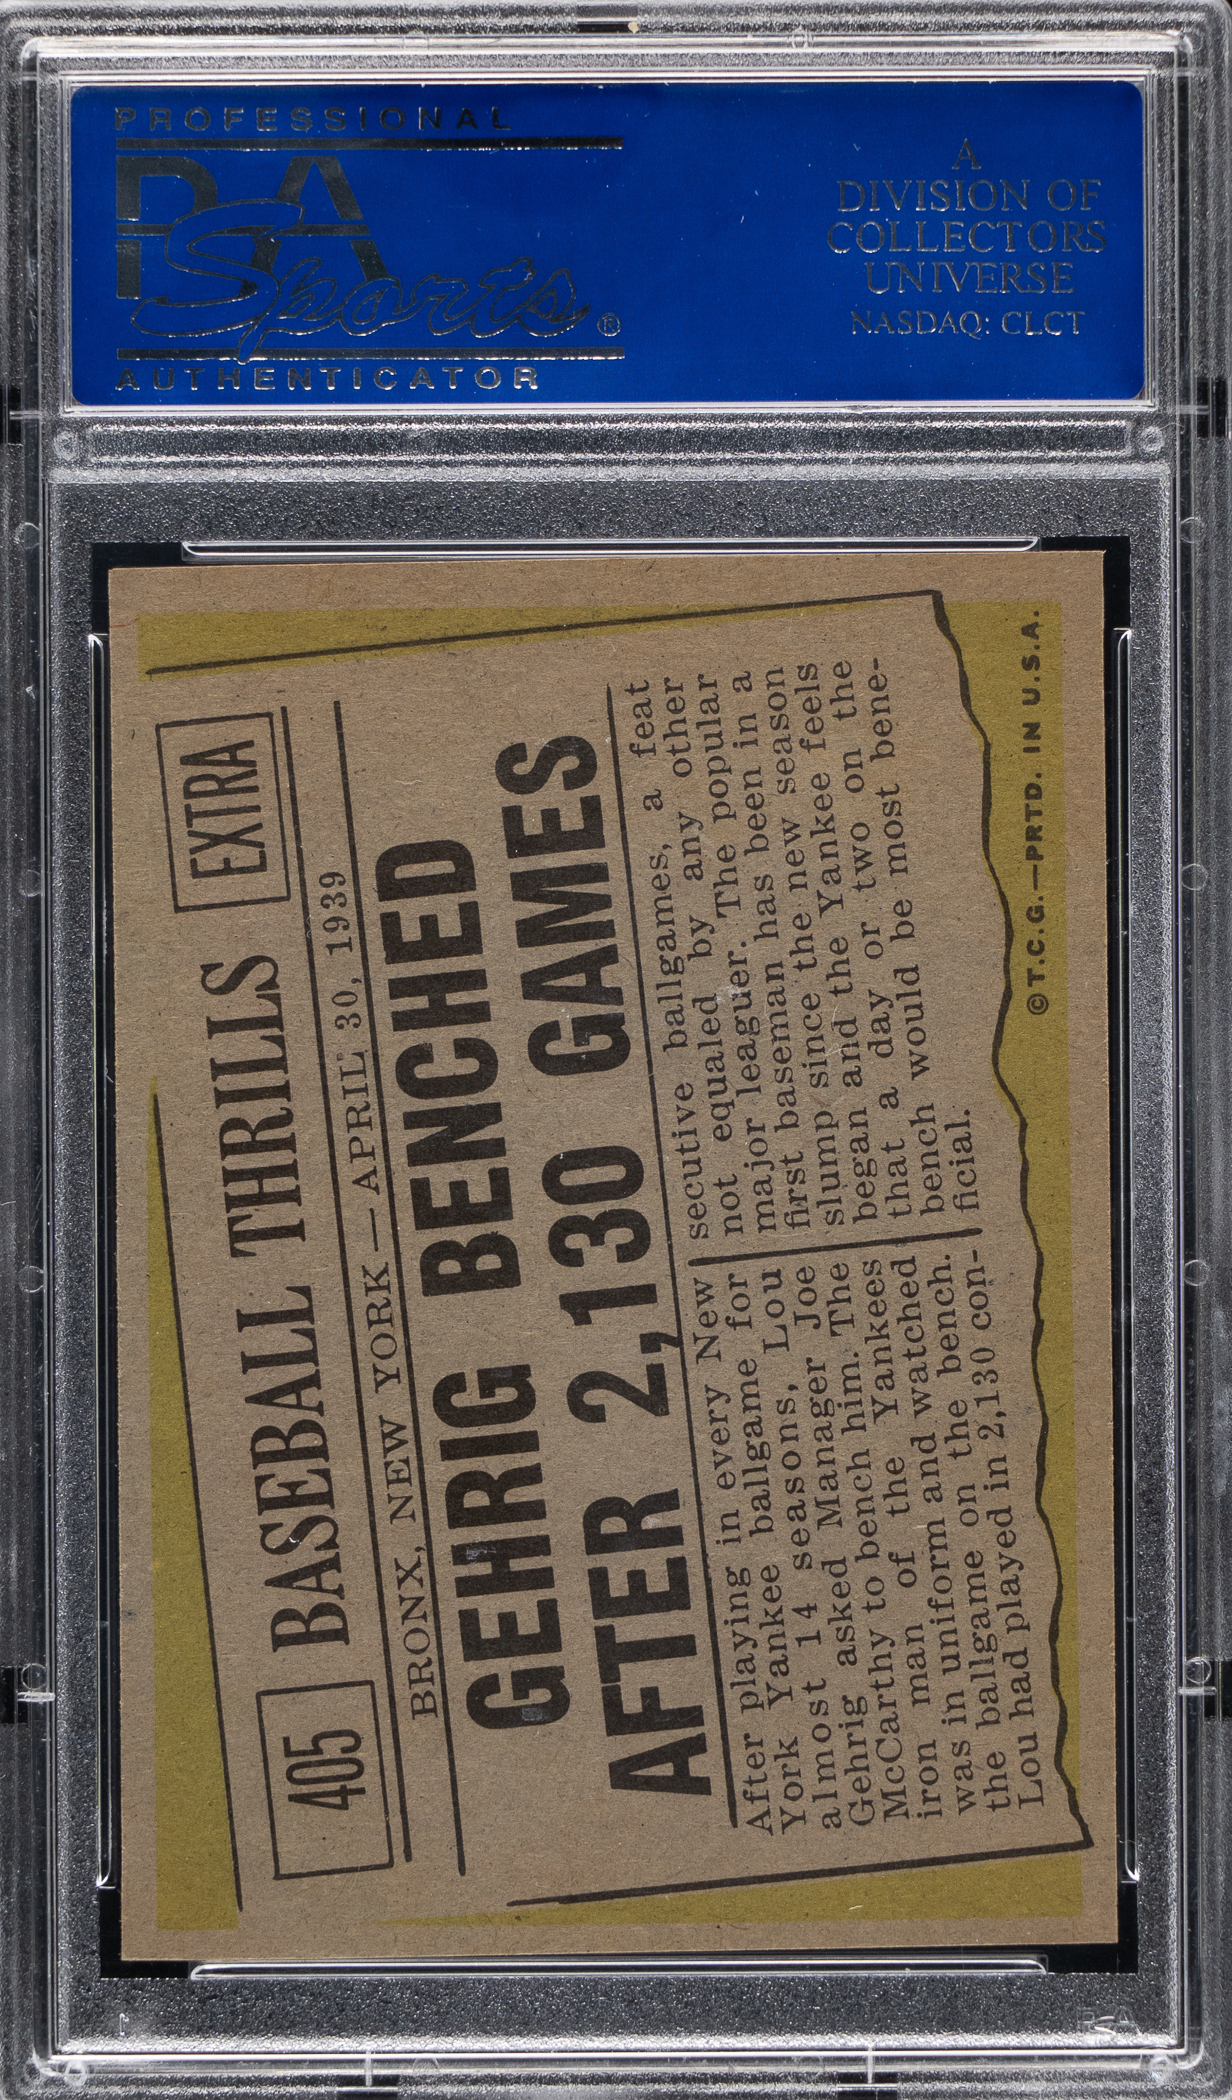 PROFESSIONAL
PSA
Sports®
AUTHENTICATOR
A
DIVISION OF
COLLECTORS
UNIVERSE
NASDAQ: CLCT
405
BASEBALL THRILLS
EXTRA
BRONX, NEW YORK—APRIL 30, 1939
GEHRIG BENCHED
AFTER 2,130 GAMES
After playing in every New
York Yankee ballgame for
almost 14 seasons, Lou
Gehrig asked Manager Joe
McCarthy to bench him. The
iron man of the Yankees
was in uniform and watched
the ballgame on the bench.
Lou had played in 2,130 con-
secutive ballgames, a feat
not equaled by any other
major leaguer. The popular
first baseman has been in a
slump since the new season
began and the Yankee feels
that a day or two on the
bench would be most bene-
ficial.
©T.C.G.—PRTD. IN U.S.A.
PSA